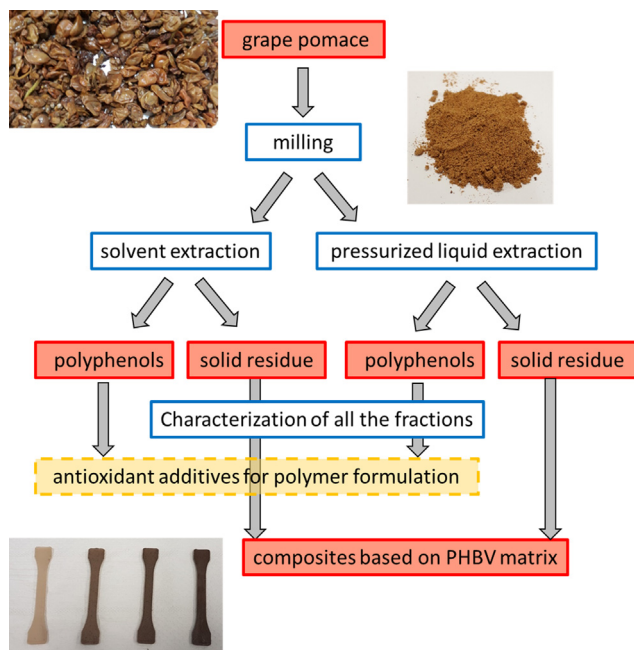 grape pomace
milling
solvent extraction
pressurized liquid extraction
polyphenols
solid residue
polyphenols
solid residue
Characterization of all the fractions
antioxidant additives for polymer formulation
composites based on PHBV matrix